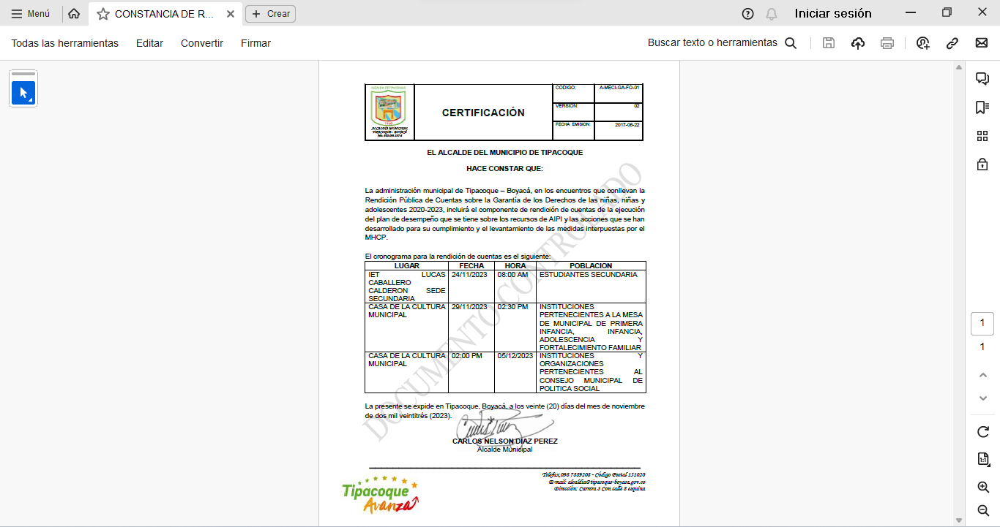 Menú
CONSTANCIA DE R...
Crear
Iniciar sesión
Todas las herramientas
Editar
Convertir
Firmar
Buscar texto o herramientas
ALCALDÍA MUNICIPAL
TIPACOQUE - BOYACÁ
CERTIFICACIÓN
CODIGO: A-MECI-GA-FO-01
VERSION: 02
FECHA EMISION: 2017-06-22
EL ALCALDE DEL MUNICIPIO DE TIPACOQUE
HACE CONSTAR QUE:
La administración municipal de Tipacoque – Boyacá, en los encuentros que conllevan la
Rendición Pública de Cuentas sobre la Garantía de los Derechos de las niñas, niñas y
adolescentes 2020-2023, incluirá el componente de rendición de cuentas de la ejecución
del plan de desempeño que se tiene sobre los recursos de AIPI y las acciones que se han
desarrollado para su cumplimiento y el levantamiento de las medidas interpuestas por el
MHCP.
El cronograma para la rendición de cuentas es el siguiente:
LUGAR FECHA HORA POBLACION
IET LUCAS 24/11/2023 08:00 AM ESTUDIANTES SECUNDARIA
CABALLERO
CALDERON SEDE
SECUNDARIA
CASA DE LA CULTURA 29/11/2023 02:30 PM INSTITUCIONES
MUNICIPAL PERTENECIENTES A LA MESA
DE MUNICIPAL DE PRIMERA
INFANCIA, INFANCIA,
ADOLESCENCIA Y
FORTALECIMIENTO FAMILIAR
CASA DE LA CULTURA 02:00 PM 05/12/2023 INSTITUCIONES Y
MUNICIPAL ORGANIZACIONES
PERTENECIENTES AL
CONSEJO MUNICIPAL DE
POLITICA SOCIAL
La presente se expide en Tipacoque, Boyacá, a los veinte (20) días del mes de noviembre
de dos mil veintitrés (2023).
CARLOS NELSON DIAZ PEREZ
Alcalde Municipal
DOCUMENTO CONTROLADO
Telefax,098 7889208 - Código Postal 151020
E-mail: alcaldia@tipacoque-boyaca.gov.co
Dirección: Carrera 3 Con calle 8 esquina
Tipacoque
Avanza
1
1
1:1